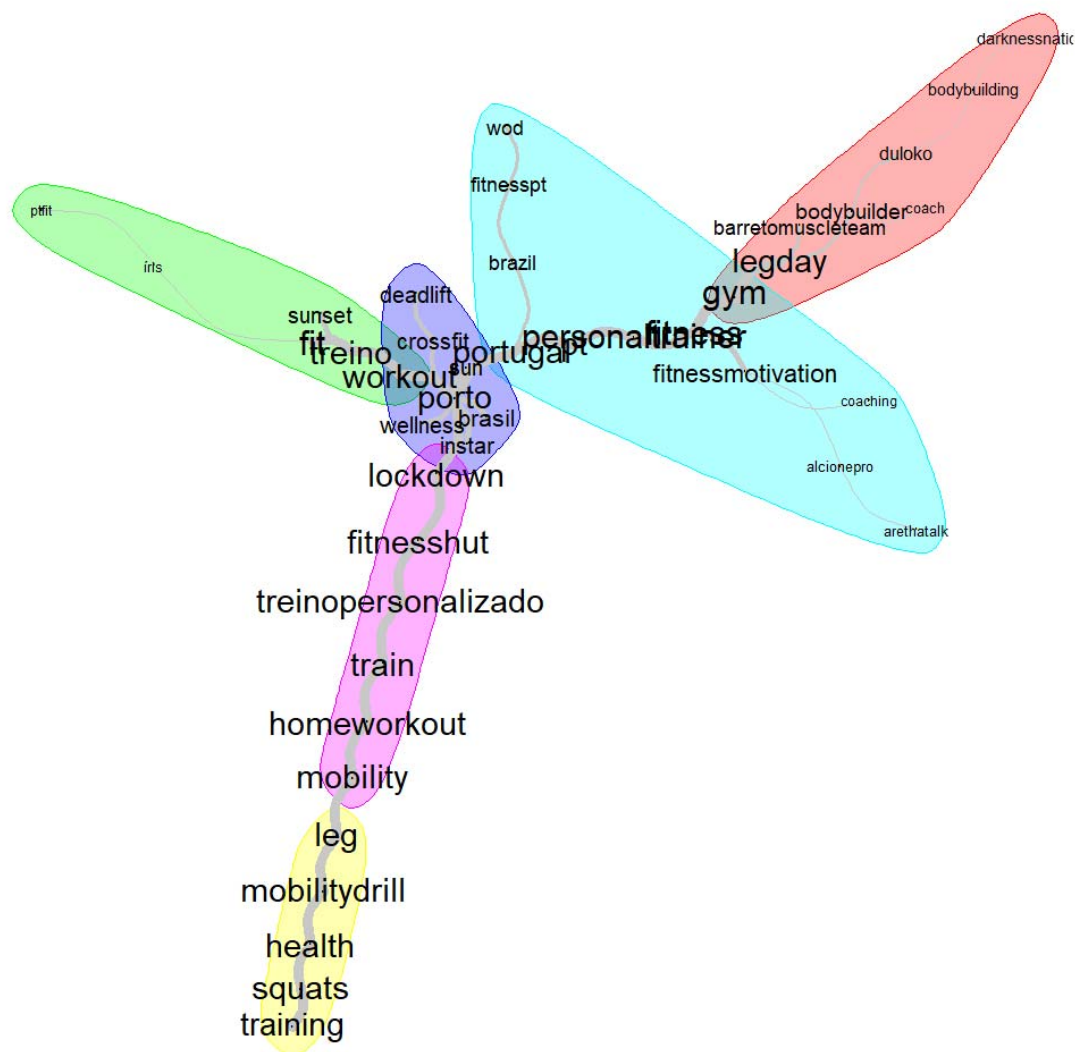 darknessnatio
bodybuilding
wod
duloko
fitnesspt
ptfit
bodybuilder
coach
barretomuscleteam
legday
brazil
irls
gym
deadlift
sunset
fitness
trainer
personaltrainer
pt
portugal
crossfit
fit
treino
sun
workout
fitnessmotivation
porto
coaching
brasil
wellness
instar
lockdown
alcionepro
arethatalk
fitnesshut
treinopersonalizado
train
homeworkout
mobility
leg
mobilitydrill
health
squats
training